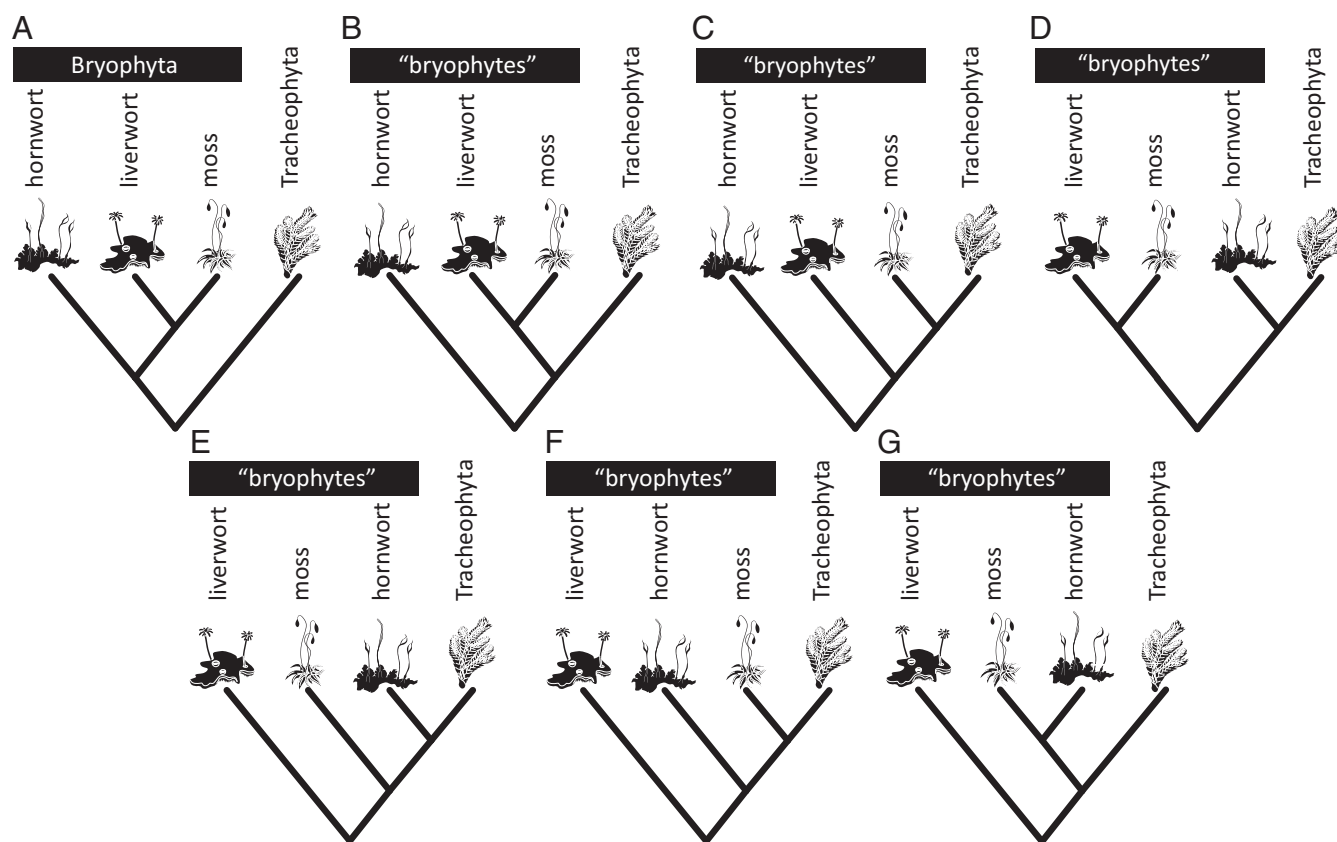 A
Bryophyta
hornwort
liverwort
moss
Tracheophyta
B
“bryophytes”
hornwort
liverwort
moss
Tracheophyta
C
“bryophytes”
hornwort
liverwort
moss
Tracheophyta
D
“bryophytes”
liverwort
moss
hornwort
Tracheophyta
E
“bryophytes”
liverwort
moss
hornwort
Tracheophyta
F
“bryophytes”
liverwort
hornwort
moss
Tracheophyta
G
“bryophytes”
liverwort
moss
hornwort
Tracheophyta